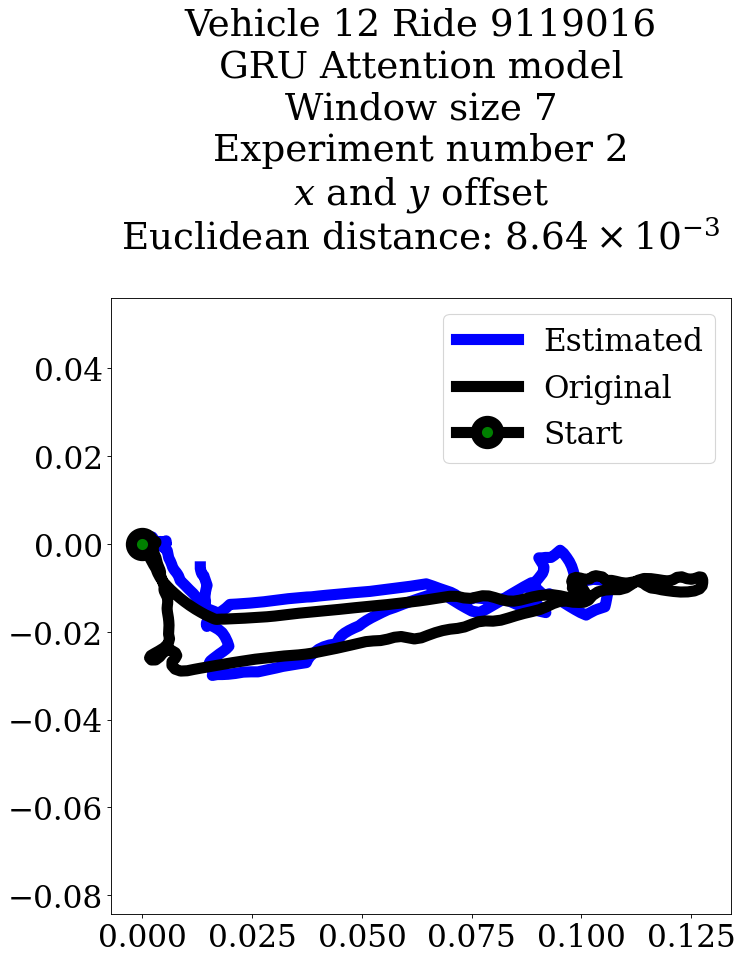 Vehicle 12 Ride 9119016
GRU Attention model
Window size 7
Experiment number 2
x and y offset
Euclidean distance: 8.64 × 10⁻³
Estimated
Original
Start
0.04
0.02
0.00
−0.02
−0.04
−0.06
−0.08
0.000 0.025 0.050 0.075 0.100 0.125